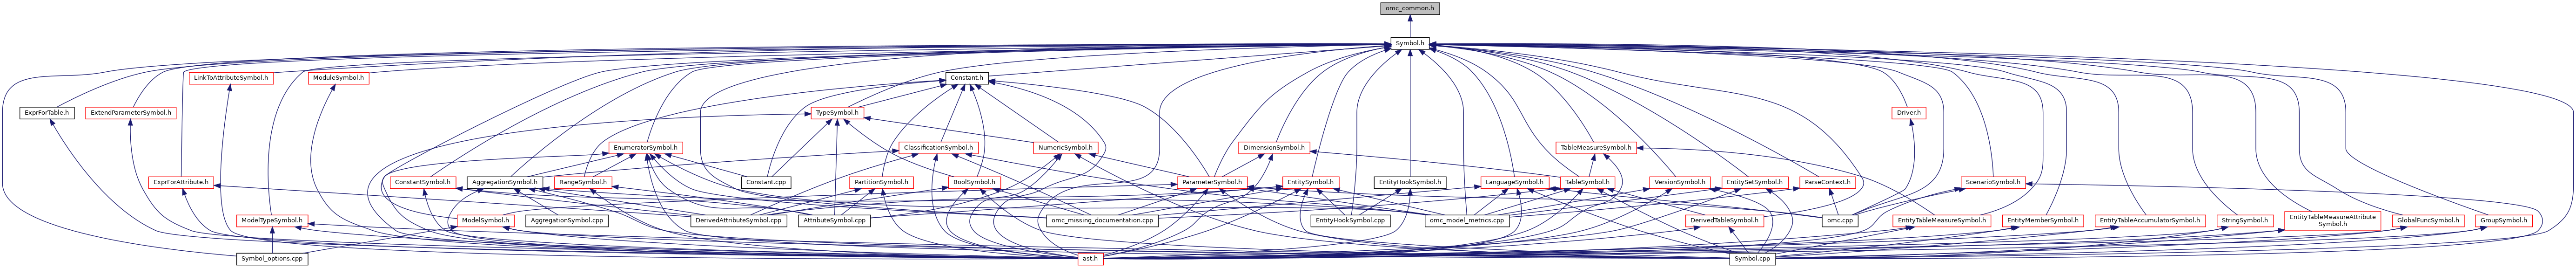 omc_common.h
Symbol.h
LinkToAttributeSymbol.h
ModuleSymbol.h
Constant.h
ExprForTable.h
ExtendParameterSymbol.h
TypeSymbol.h
Driver.h
EnumeratorSymbol.h
ClassificationSymbol.h
NumericSymbol.h
DimensionSymbol.h
TableMeasureSymbol.h
ExprForAttribute.h
ConstantSymbol.h
AggregationSymbol.h
RangeSymbol.h
Constant.cpp
PartitionSymbol.h
BoolSymbol.h
ParameterSymbol.h
EntitySymbol.h
EntityHookSymbol.h
LanguageSymbol.h
TableSymbol.h
VersionSymbol.h
EntitySetSymbol.h
ParseContext.h
ScenarioSymbol.h
ModelTypeSymbol.h
ModelSymbol.h
AggregationSymbol.cpp
DerivedAttributeSymbol.cpp
AttributeSymbol.cpp
omc_missing_documentation.cpp
EntityHookSymbol.cpp
omc_model_metrics.cpp
DerivedTableSymbol.h
omc.cpp
EntityTableMeasureSymbol.h
EntityMemberSymbol.h
EntityTableAccumulatorSymbol.h
StringSymbol.h
EntityTableMeasureAttribute
Symbol.h
GlobalFuncSymbol.h
GroupSymbol.h
Symbol_options.cpp
ast.h
Symbol.cpp